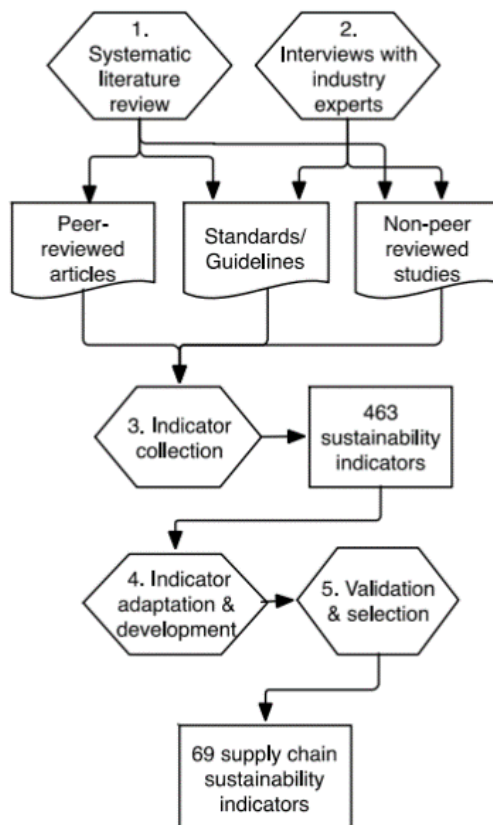 1.
Systematic
literature
review
2.
Interviews with
industry
experts
Peer-
reviewed
articles
Standards/
Guidelines
Non-peer
reviewed
studies
3. Indicator
collection
463
sustainability
indicators
4. Indicator
adaptation &
development
5. Validation
& selection
69 supply chain
sustainability
indicators